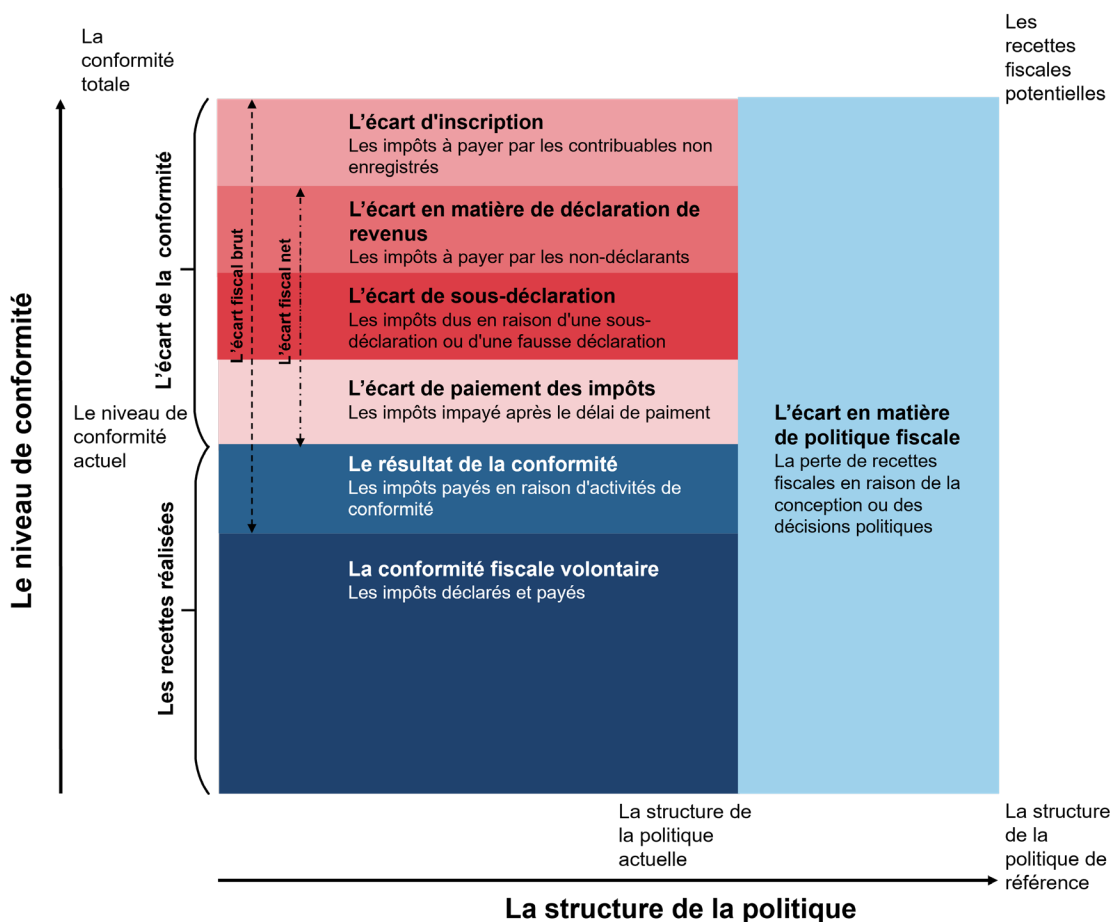 La
conformité
totale
Les
recettes
fiscales
potentielles
L'écart d'inscription
Les impôts à payer par les contribuables non
enregistrés
L'écart en matière de déclaration de
revenus
Les impôts à payer par les non-déclarants
L'écart de sous-déclaration
Les impôts dus en raison d'une sous-
déclaration ou d'une fausse déclaration
L'écart de paiement des impôts
Les impôts impayé après le délai de paiment
Le résultat de la conformité
Les impôts payés en raison d'activités de
conformité
La conformité fiscale volontaire
Les impôts déclarés et payés
L'écart en matière
de politique fiscale
La perte de recettes
fiscales en raison de la
conception ou des
décisions politiques
L'écart fiscal brut
L'écart fiscal net
L'écart de la conformité
Le niveau de
conformité
actuel
Les recettes réalisées
Le niveau de conformité
La structure de
la politique
actuelle
La structure
de la
politique de
référence
La structure de la politique